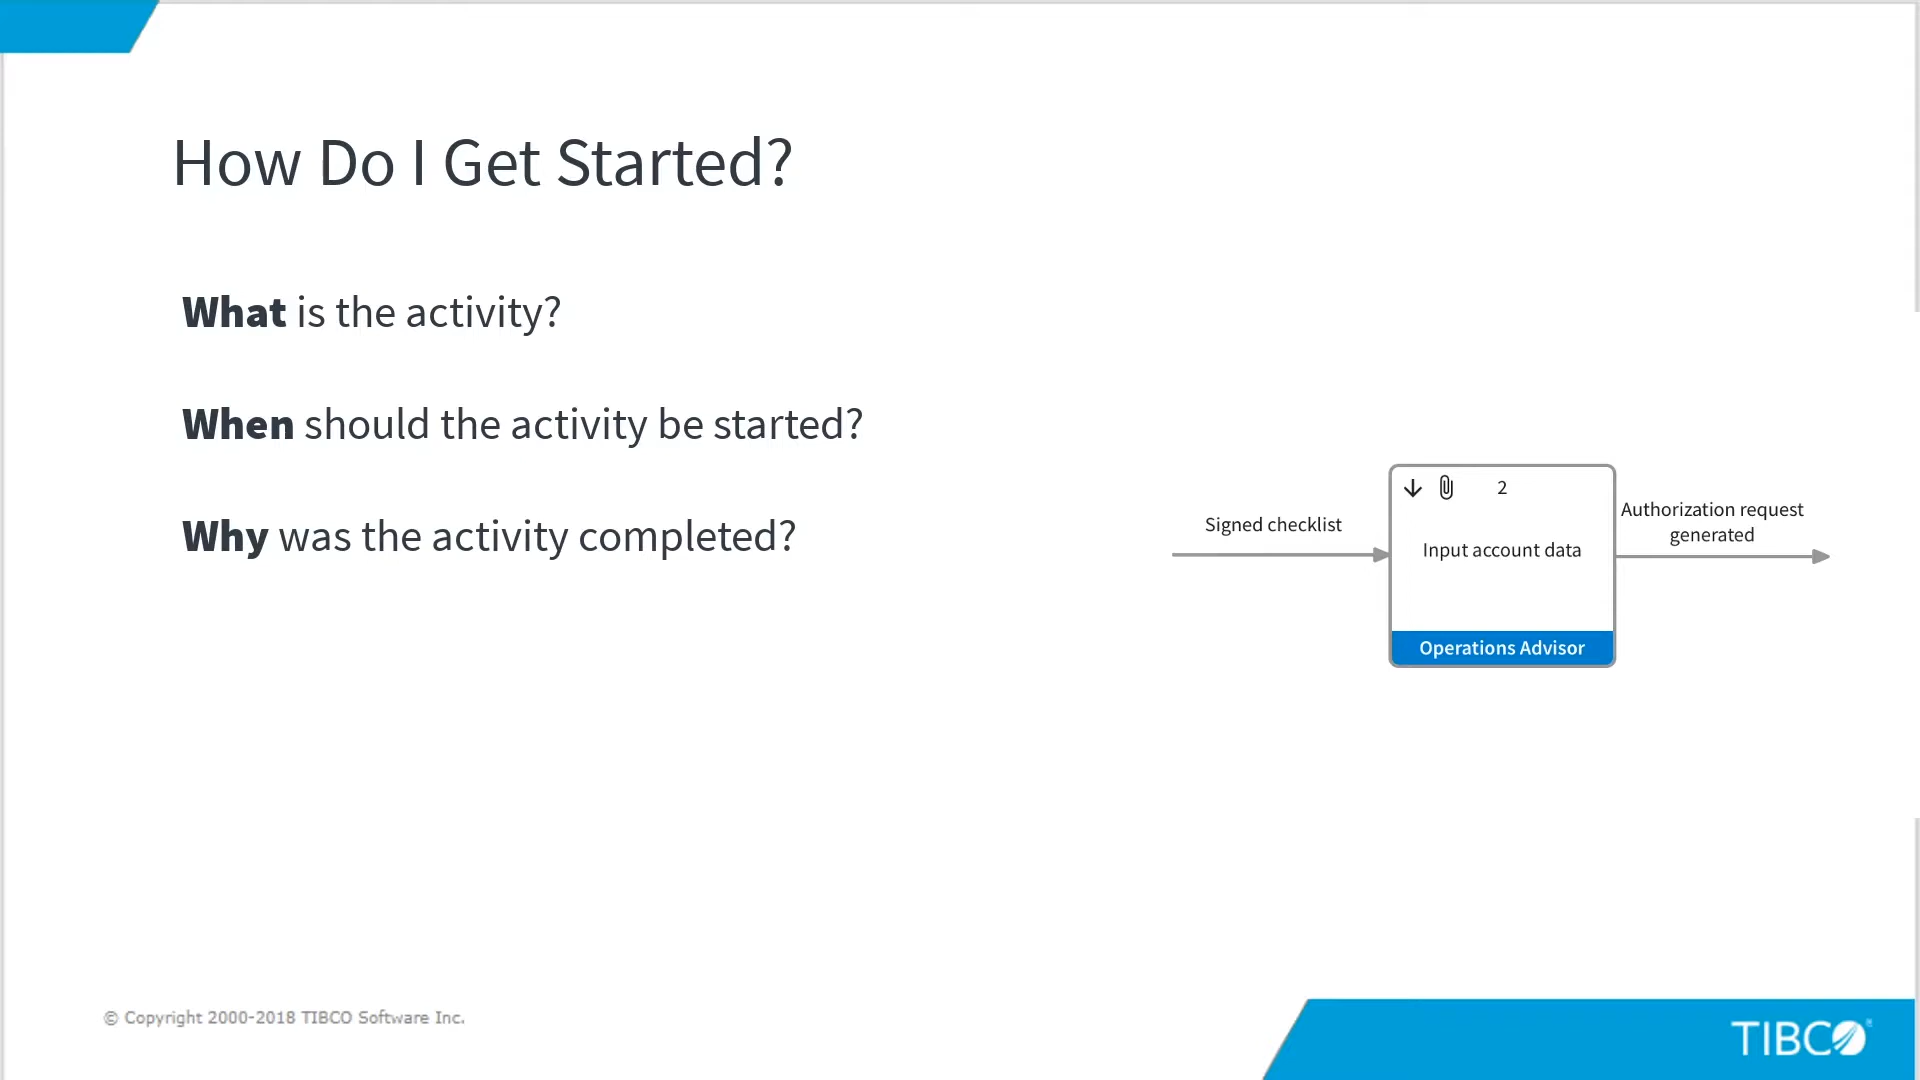 How Do I Get Started?
What is the activity?
When should the activity be started?
Why was the activity completed?
Signed checklist
2
Input account data
Operations Advisor
Authorization request
generated
© Copyright 2000-2018 TIBCO Software Inc.
TIBCO